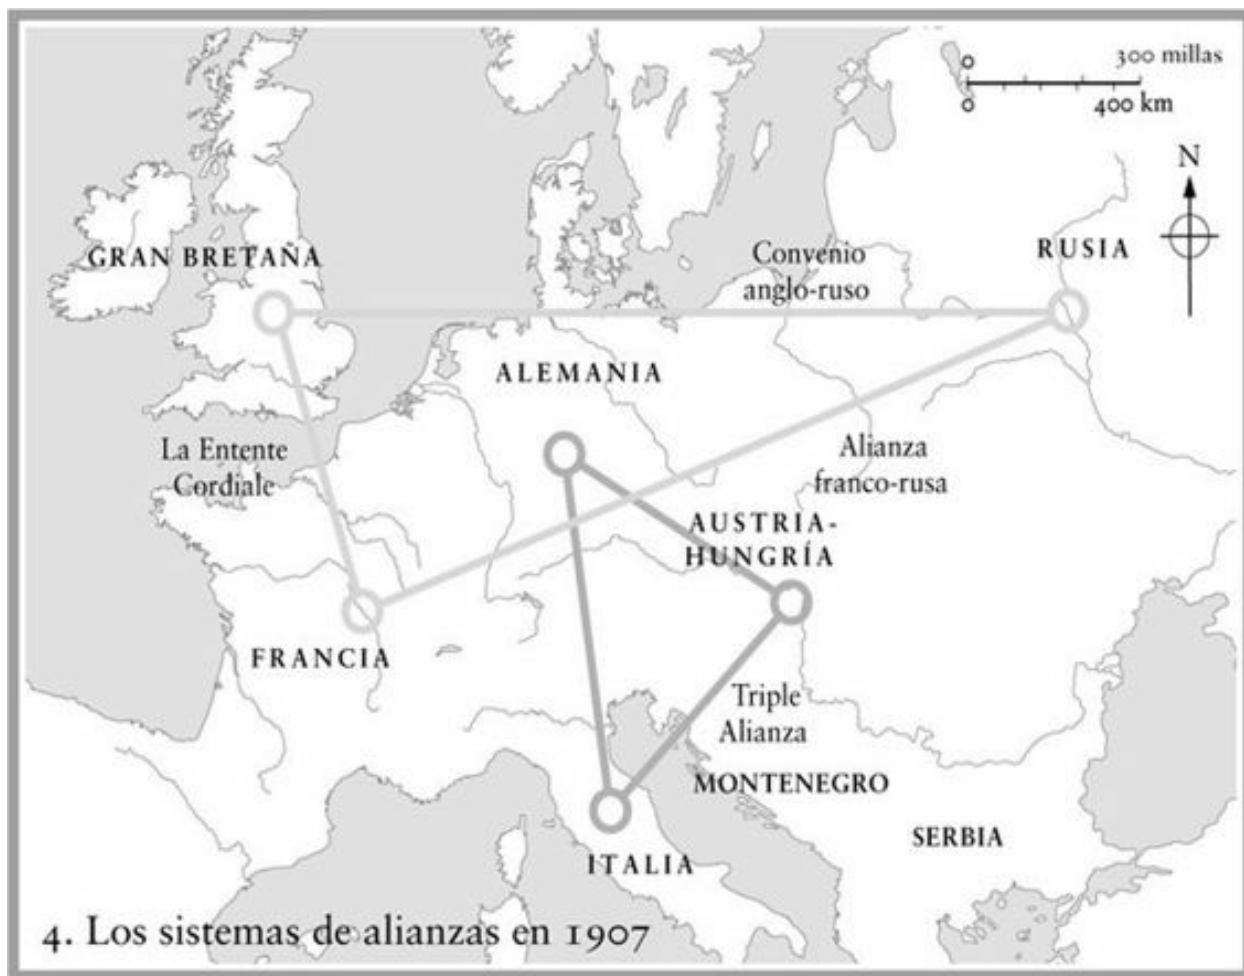 0 300 millas
0 400 km
N
GRAN BRETAÑA
Convenio
anglo-ruso
RUSIA
ALEMANIA
La Entente
Cordiale
Alianza
franco-rusa
AUSTRIA-
HUNGRÍA
FRANCIA
Triple
Alianza
MONTENEGRO
SERBIA
ITALIA
4. Los sistemas de alianzas en 1907